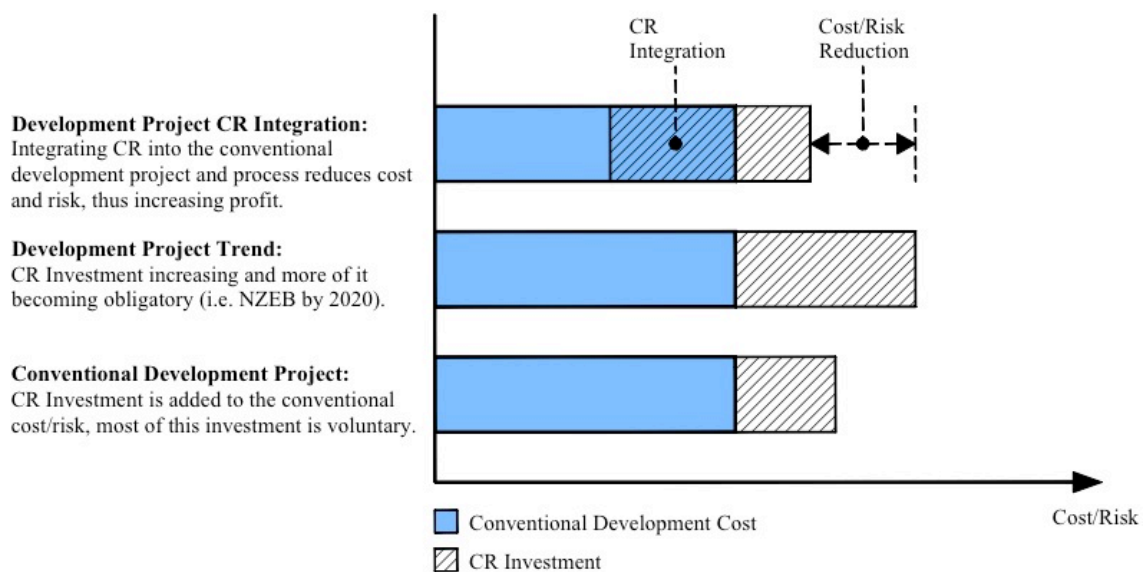 CR
Integration
Cost/Risk
Reduction
Development Project CR Integration:
Integrating CR into the conventional
development project and process reduces cost
and risk, thus increasing profit.
Development Project Trend:
CR Investment increasing and more of it
becoming obligatory (i.e. NZEB by 2020).
Conventional Development Project:
CR Investment is added to the conventional
cost/risk, most of this investment is voluntary.
Cost/Risk
Conventional Development Cost
CR Investment